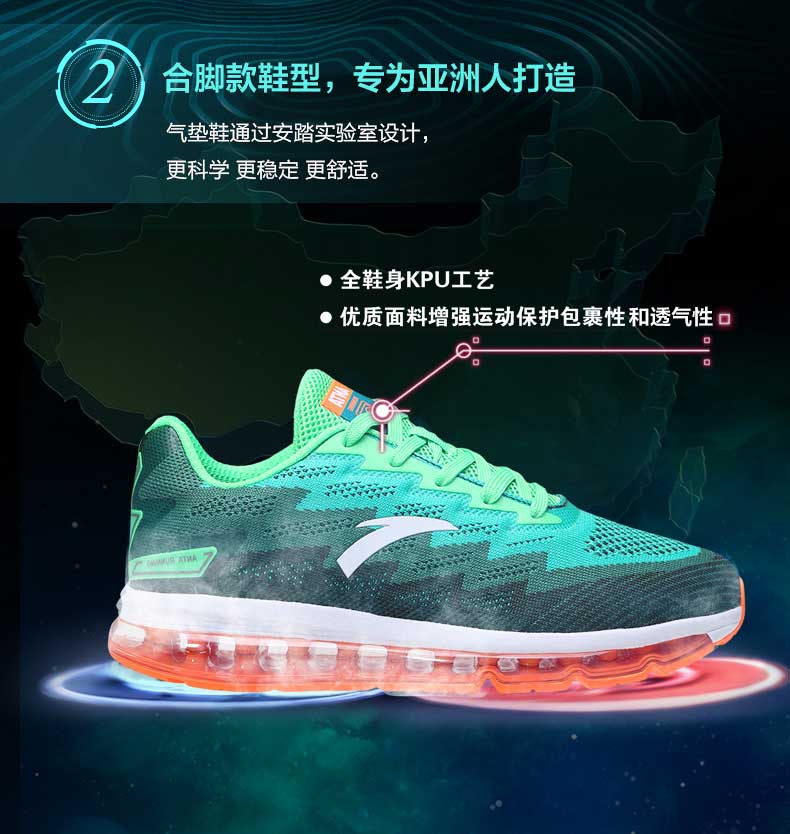 2
合脚款鞋型，专为亚洲人打造
气垫鞋通过安踏实验室设计，
更科学 更稳定 更舒适。
全鞋身KPU工艺
优质面料增强运动保护包裹性和透气性
ANTA
ANTA RUNNING